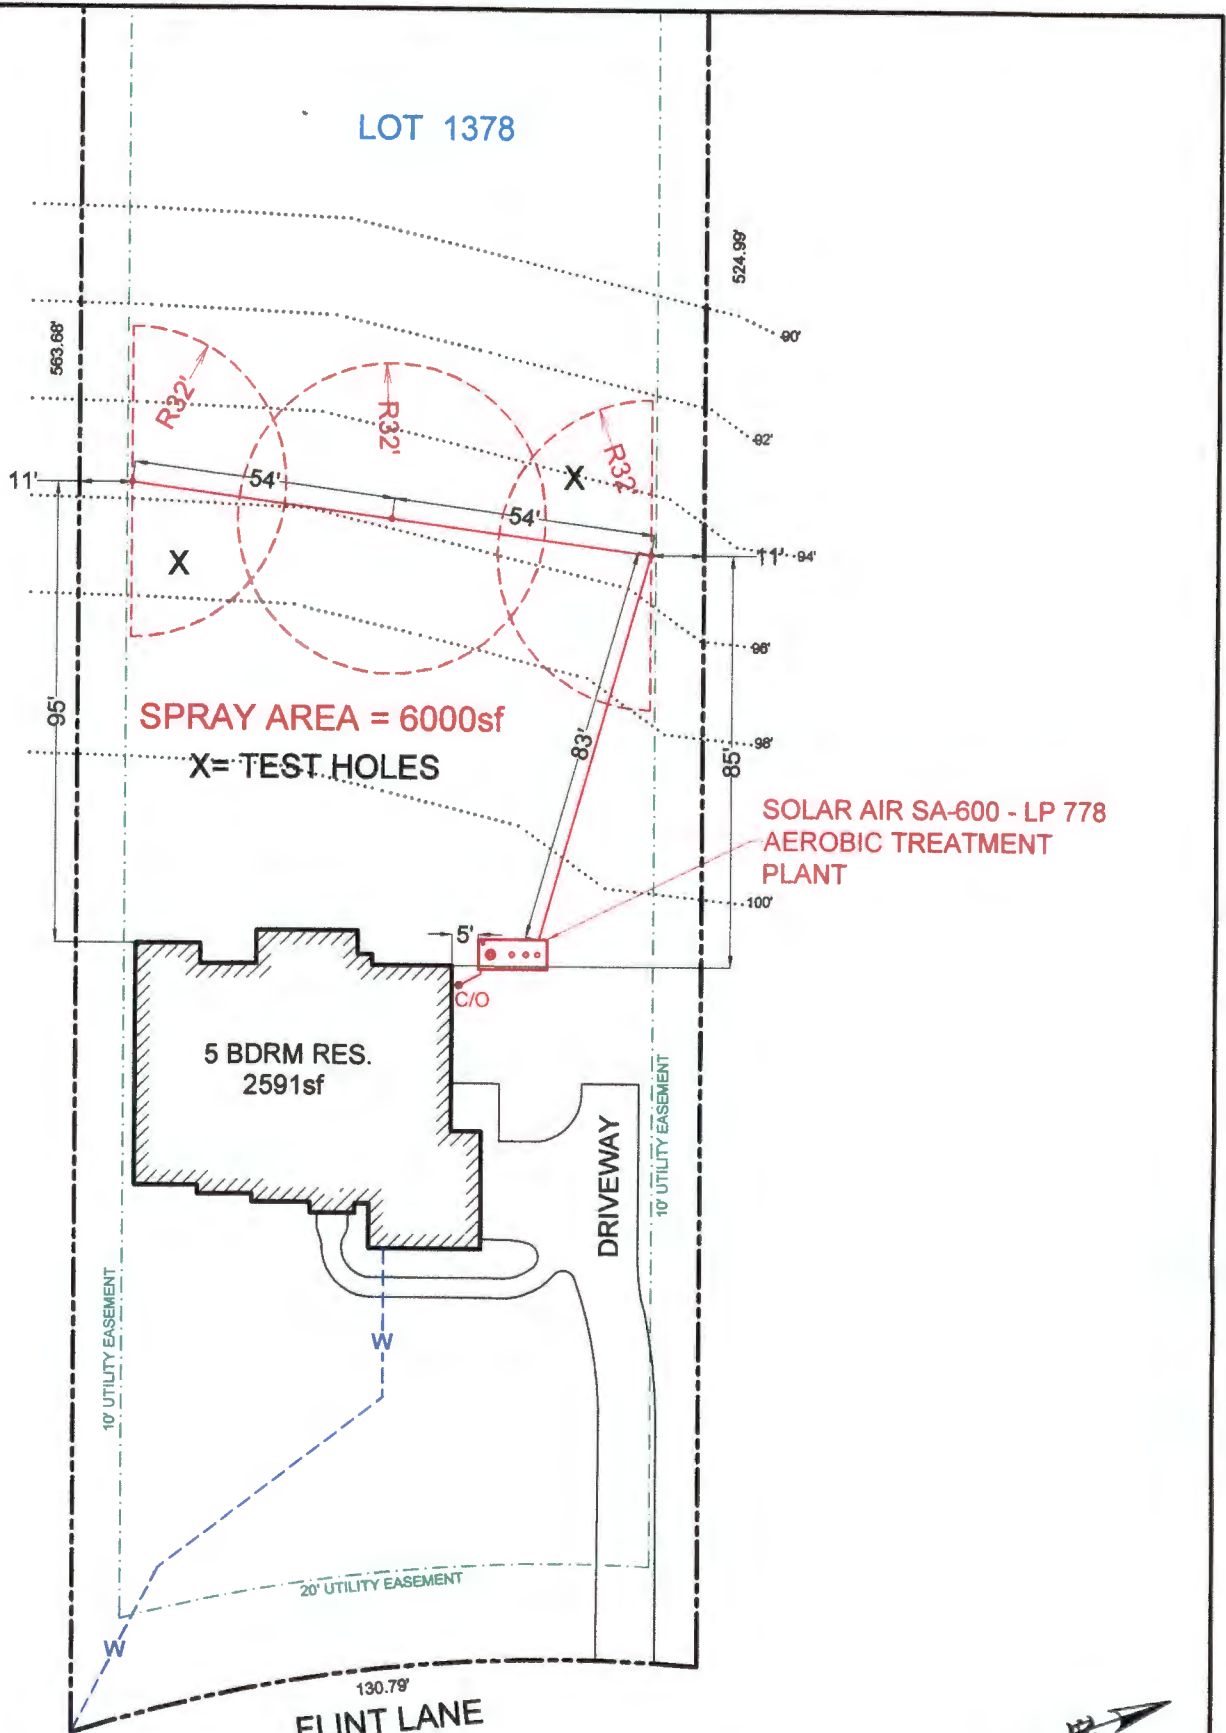 LOT 1378
524.99'
563.68'
90'
R32'
R32'
R32'
92'
X
11'
54'
54'
11'
94'
X
96'
95'
SPRAY AREA = 6000sf
98'
83'
85'
X= TEST HOLES
SOLAR AIR SA-600 - LP 778
AEROBIC TREATMENT
PLANT
100'
5'
C/O
5 BDRM RES.
2591sf
10' UTILITY EASEMENT
DRIVEWAY
10' UTILITY EASEMENT
W
20' UTILITY EASEMENT
W
130.79'
FLINT LANE